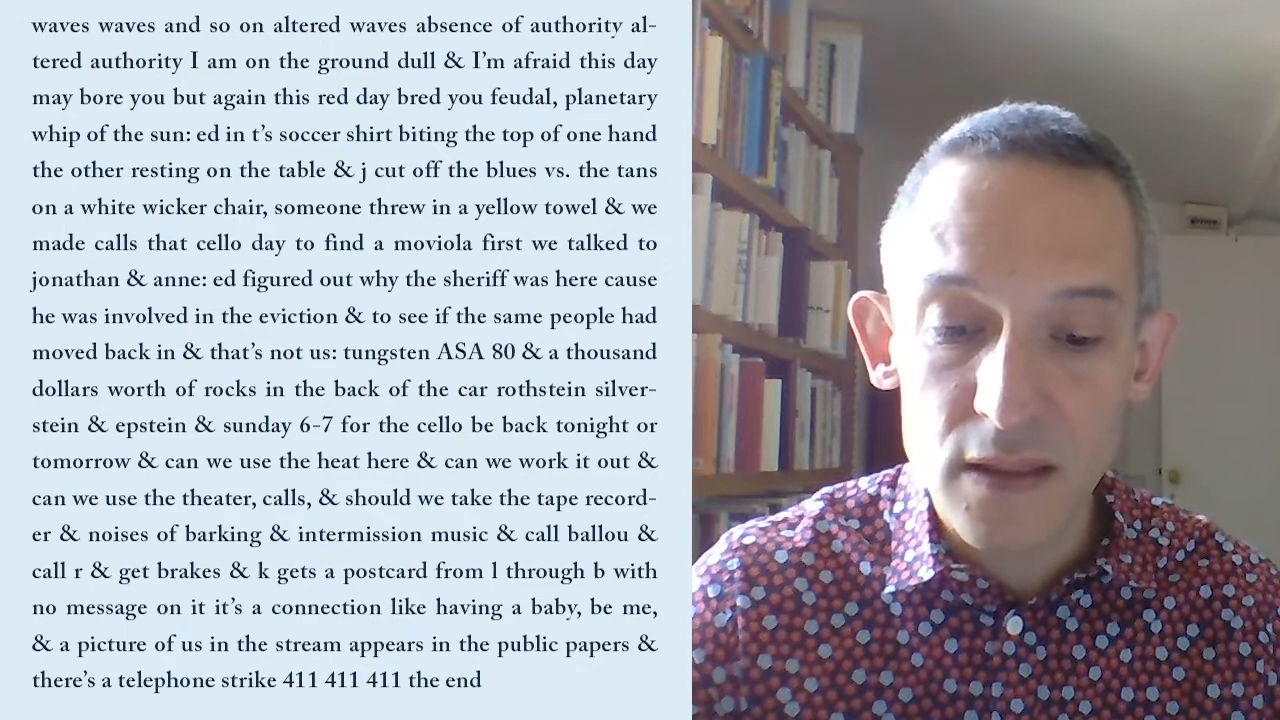 waves waves and so on altered waves absence of authority al-
tered authority I am on the ground dull & I’m afraid this day
may bore you but again this red day bred you feudal, planetary
whip of the sun: ed in t’s soccer shirt biting the top of one hand
the other resting on the table & j cut off the blues vs. the tans
on a white wicker chair, someone threw in a yellow towel & we
made calls that cello day to find a moviola first we talked to
jonathan & anne: ed figured out why the sheriff was here cause
he was involved in the eviction & to see if the same people had
moved back in & that’s not us: tungsten ASA 80 & a thousand
dollars worth of rocks in the back of the car rothstein silver-
stein & epstein & sunday 6-7 for the cello be back tonight or
tomorrow & can we use the heat here & can we work it out &
can we use the theater, calls, & should we take the tape record-
er & noises of barking & intermission music & call ballou &
call r & get brakes & k gets a postcard from l through b with
no message on it it’s a connection like having a baby, be me,
& a picture of us in the stream appears in the public papers &
there’s a telephone strike 411 411 411 the end